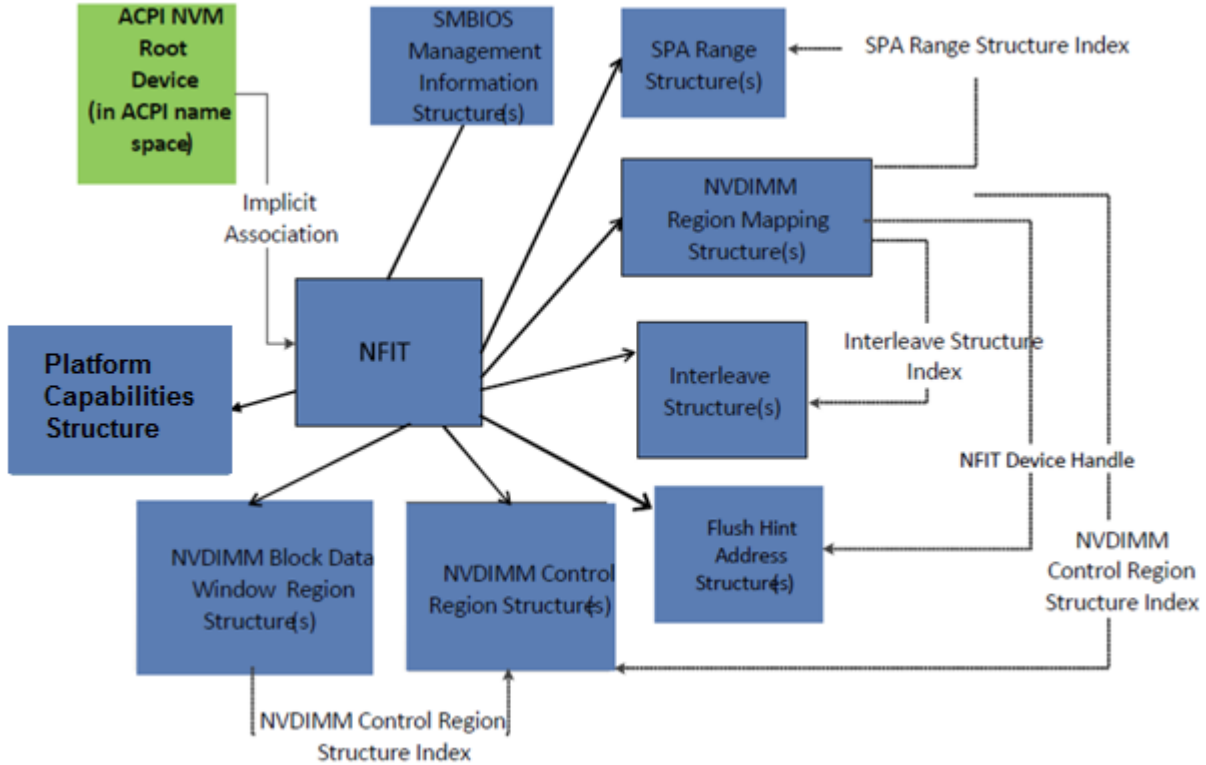 ACPI NVM
Root
Device
(in ACPI name
space)
SMBIOS
Management
Information
Structure(s)
SPA Range
Structure(s)
SPA Range Structure Index
Implicit
Association
NVDIMM
Region Mapping
Structure(s)
NFIT
Platform
Capabilities
Structure
Interleave
Structure(s)
Interleave Structure
Index
NFIT Device Handle
NVDIMM Block Data
Window Region
Structure(s)
NVDIMM Control
Region Structure(s)
Flush Hint
Address
Structure(s)
NVDIMM
Control Region
Structure Index
NVDIMM Control Region
Structure Index